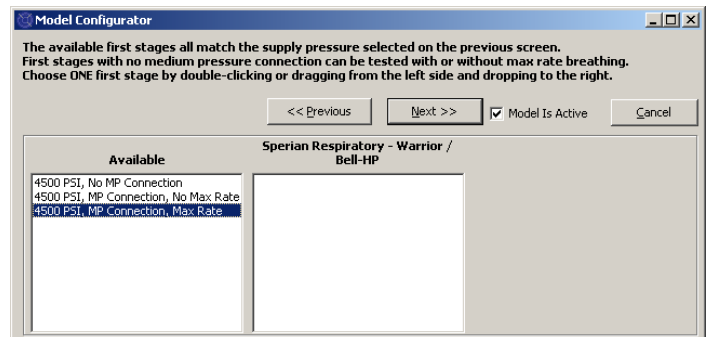 Model Configurator
The available first stages all match the supply pressure selected on the previous screen.
First stages with no medium pressure connection can be tested with or without max rate breathing.
Choose ONE first stage by double-clicking or dragging from the left side and dropping to the right.
<< Previous
Next >>
Model Is Active
Cancel
Available
Sperian Respiratory - Warrior /
Bell-HP
4500 PSI, No MP Connection
4500 PSI, MP Connection, No Max Rate
4500 PSI, MP Connection, Max Rate